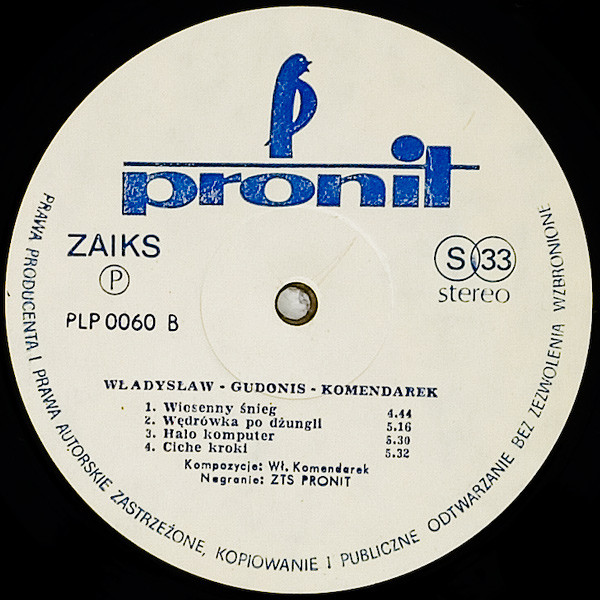 pronit
ZAIKS
P
PLP 0060 B
S 33
stereo
WŁADYSŁAW - GUDONIS - KOMENDAREK
1. Wiosenny śnieg 4.44
2. Wędrówka po dżungli 5.16
3. Halo komputer 5.30
4. Ciche kroki 5.32
Kompozycje: Wł. Komendarek
Nagranie: ZTS PRONIT
PRAWA PRODUCENTA I PRAWA AUTORSKIE ZASTRZEŻONE, KOPIOWANIE I PUBLICZNE ODTWARZANIE BEZ ZEZWOLENIA WZBRONIONE